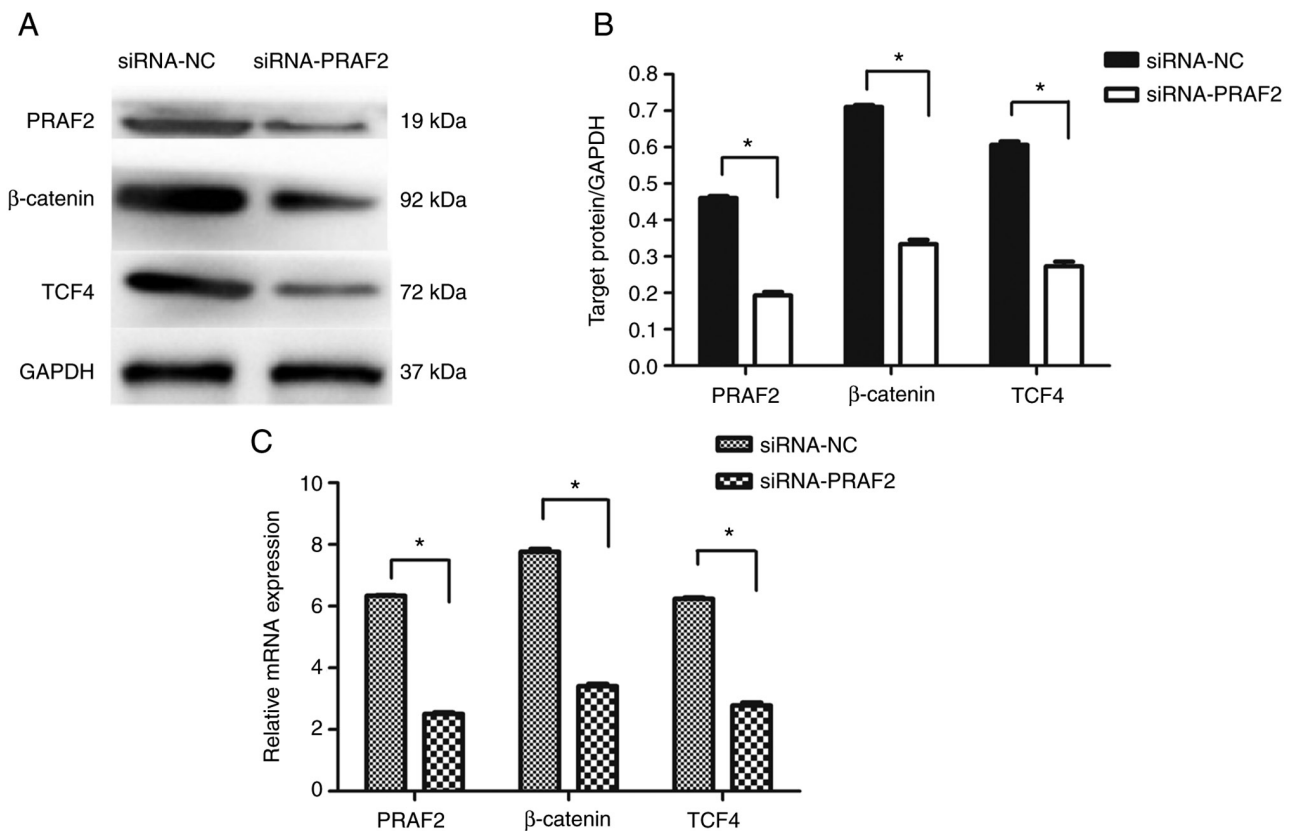 A
siRNA-NC siRNA-PRAF2
PRAF2 19 kDa
β-catenin 92 kDa
TCF4 72 kDa
GAPDH 37 kDa
B
siRNA-NC
siRNA-PRAF2
Target protein/GAPDH
0.8
0.7
0.6
0.5
0.4
0.3
0.2
0.1
0.0
* * *
PRAF2 β-catenin TCF4
C
siRNA-NC
siRNA-PRAF2
Relative mRNA expression
10
8
6
4
2
0
* * *
PRAF2 β-catenin TCF4